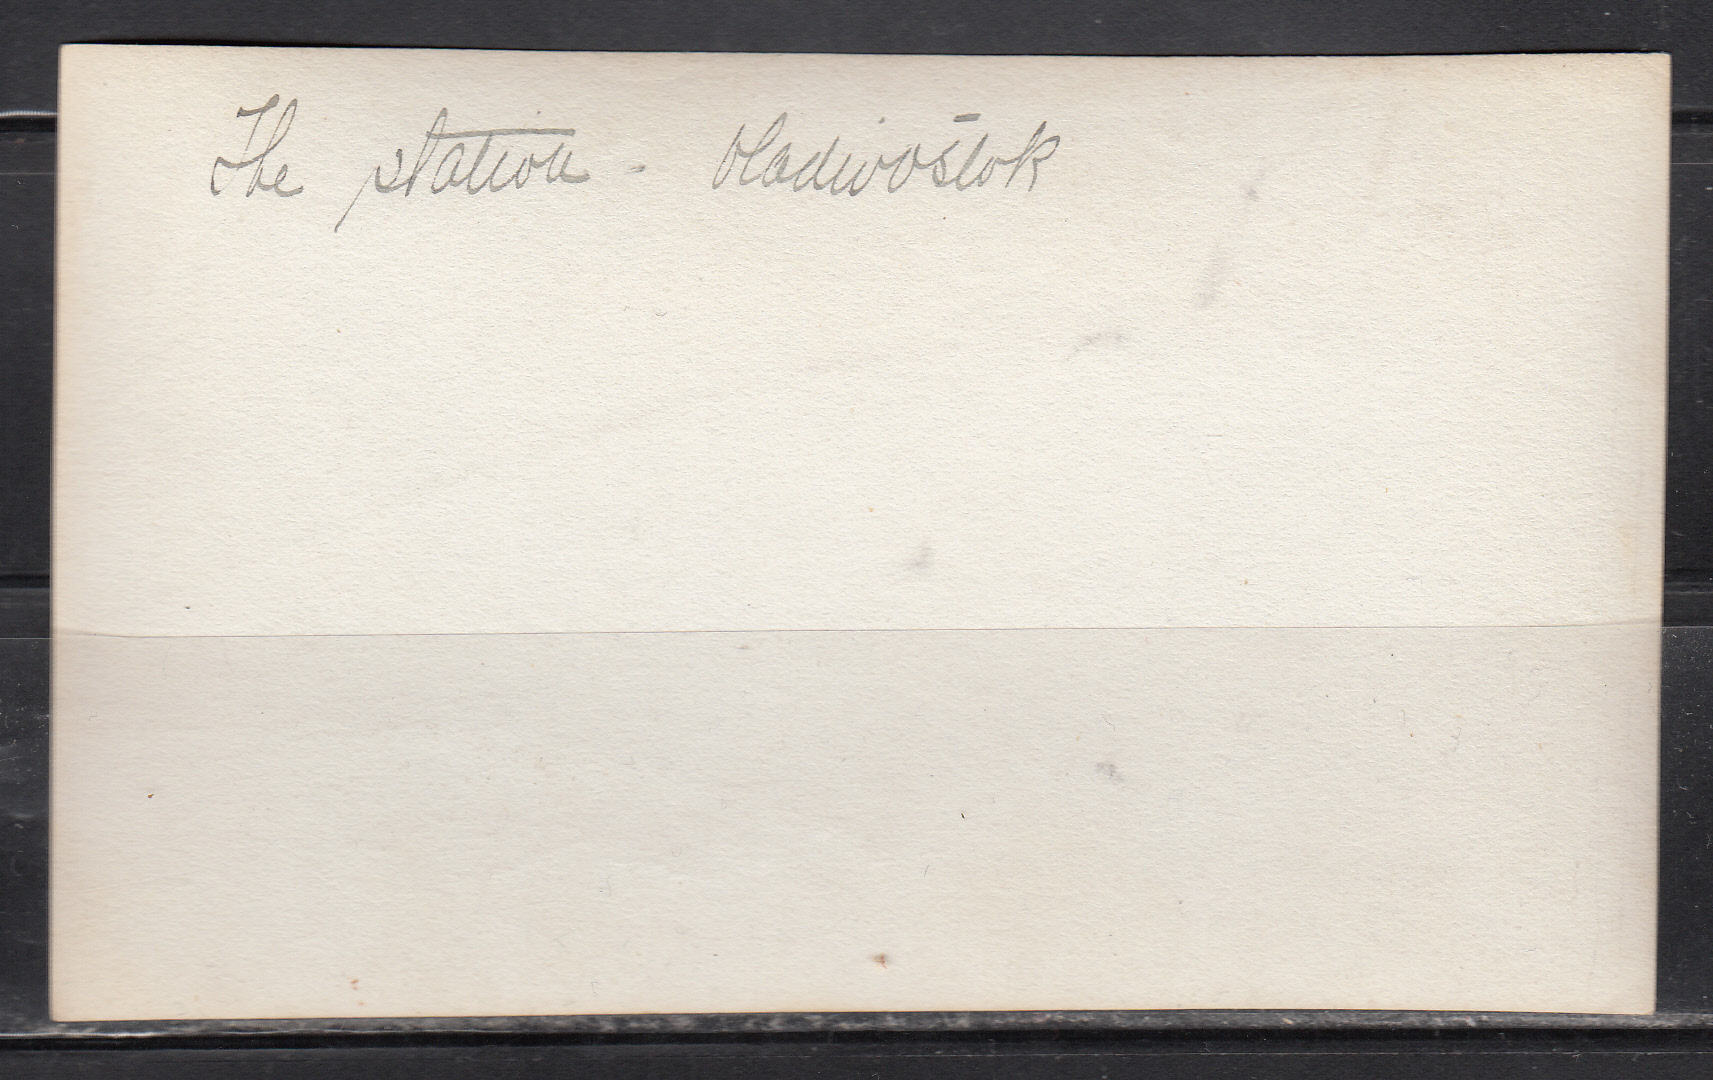 The station - Vladivostok